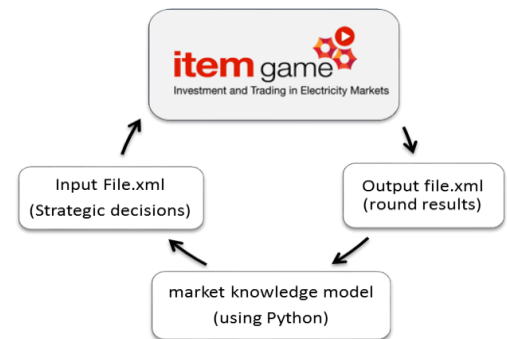 item game
Investment and Trading in Electricity Markets
Input File.xml
(Strategic decisions)
Output file.xml
(round results)
market knowledge model
(using Python)